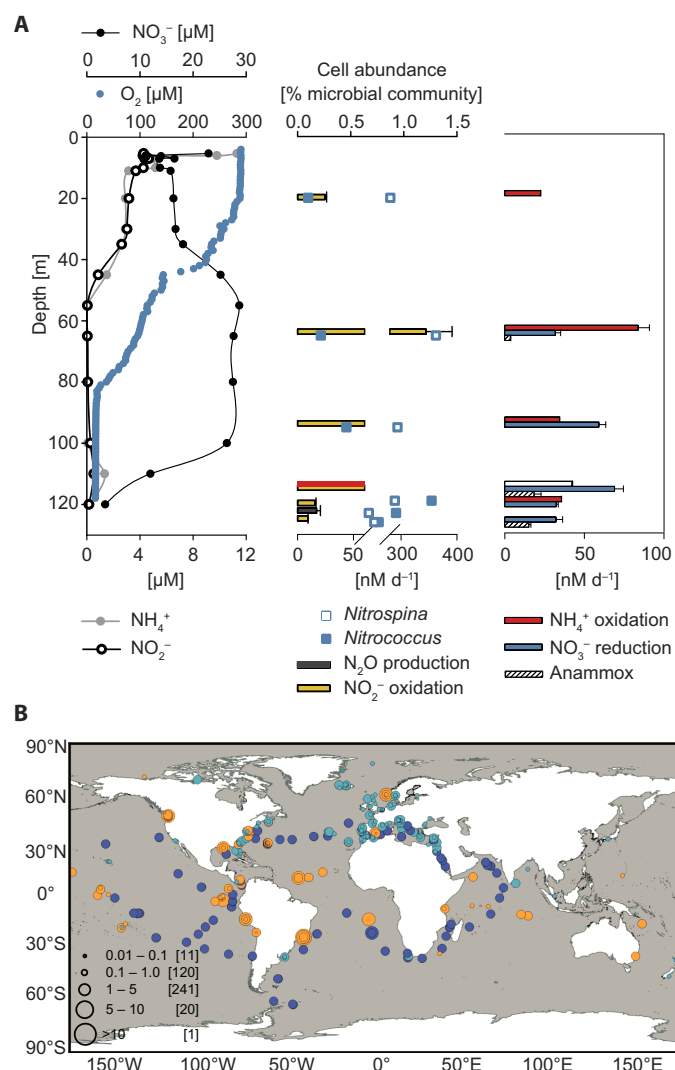 A
NO₃⁻ [µM]
0 10 20 30
O₂ [µM]
0 100 200 300
Cell abundance
[% microbial community]
0.0 0.5 1.0 1.5
Depth [m]
0
20
40
60
80
100
120
0 4 8 12
[µM]
0 50 300 400
[nM d⁻¹] [nM d⁻¹]
0 50 100
[nM d⁻¹]
NH₄⁺
NO₂⁻
Nitrospina
Nitrococcus
N₂O production
NO₂⁻ oxidation
NH₄⁺ oxidation
NO₃⁻ reduction
Anammox
B
90°N
60°N
30°N
0°
30°S
60°S
90°S
0.01 – 0.1 [11]
0.1 – 1.0 [120]
1 – 5 [241]
5 – 10 [20]
>10 [1]
150°W 100°W 50°W 0° 50°E 100°E 150°E